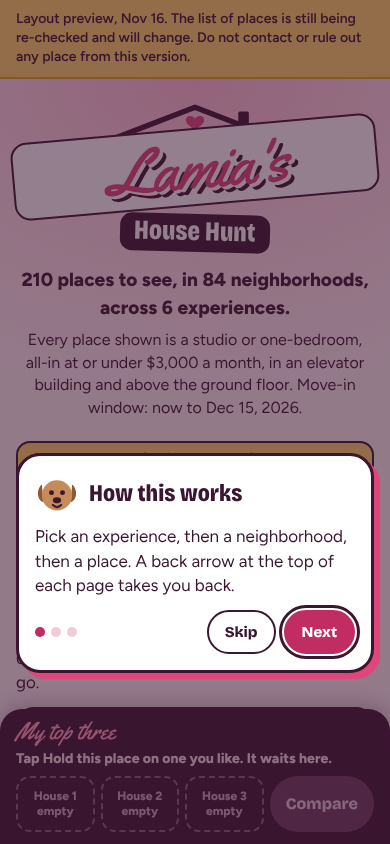 Layout preview, Nov 16. The list of places is still being
re-checked and will change. Do not contact or rule out
any place from this version.
Lamia's
House Hunt
210 places to see, in 84 neighborhoods,
across 6 experiences.
Every place shown is a studio or one-bedroom,
all-in at or under $3,000 a month, in an elevator
building and above the ground floor. Move-in
window: now to Dec 15, 2026.
How this works
Pick an experience, then a neighborhood,
then a place. A back arrow at the top of
each page takes you back.
Skip
Next
go.
My top three
Tap Hold this place on one you like. It waits here.
House 1
empty
House 2
empty
House 3
empty
Compare